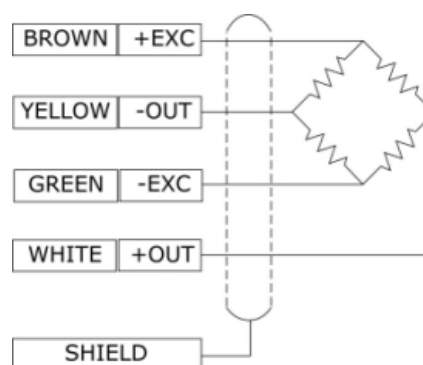 BROWN +EXC
YELLOW -OUT
GREEN -EXC
WHITE +OUT
SHIELD